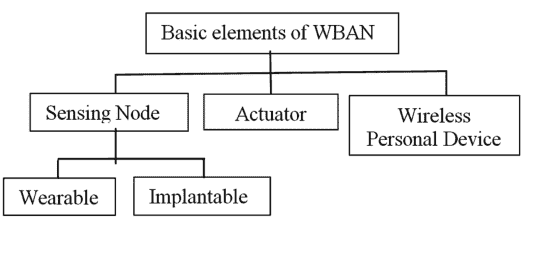 Basic elements of WBAN
Sensing Node
Actuator
Wireless
Personal Device
Wearable
Implantable